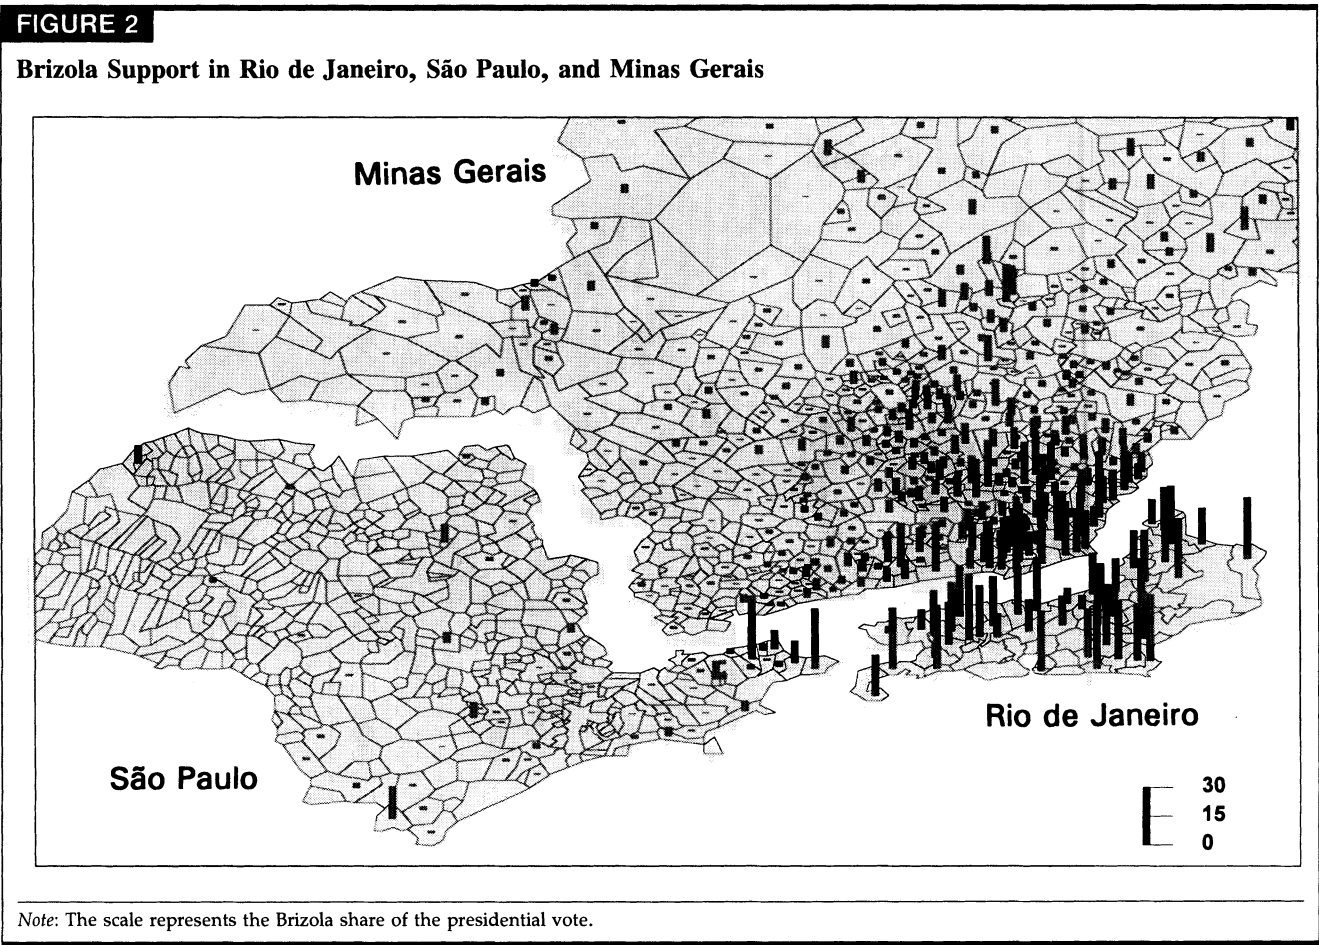 FIGURE 2
Brizola Support in Rio de Janeiro, São Paulo, and Minas Gerais
Minas Gerais
Rio de Janeiro
São Paulo
30
15
0
Note: The scale represents the Brizola share of the presidential vote.